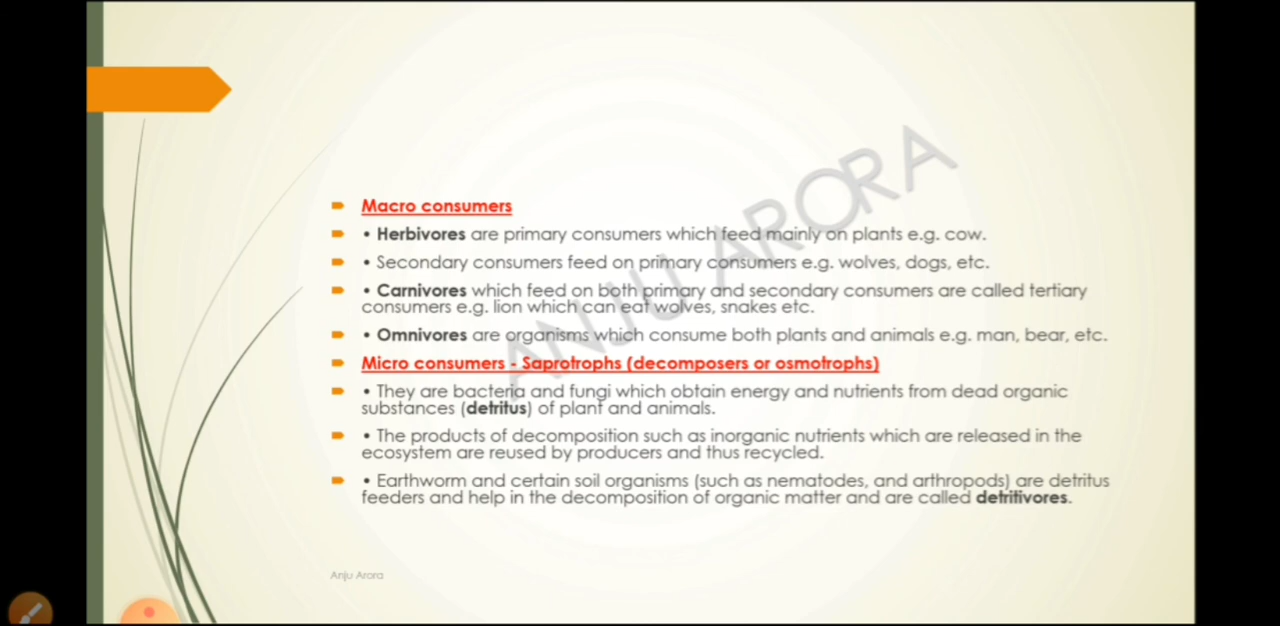 Macro consumers
• Herbivores are primary consumers which feed mainly on plants e.g. cow.
• Secondary consumers feed on primary consumers e.g. wolves, dogs, etc.
• Carnivores which feed on both primary and secondary consumers are called tertiary
consumers e.g. lion which can eat wolves, snakes etc.
• Omnivores are organisms which consume both plants and animals e.g. man, bear, etc.
Micro consumers - Saprotrophs (decomposers or osmotrophs)
• They are bacteria and fungi which obtain energy and nutrients from dead organic
substances (detritus) of plant and animals.
• The products of decomposition such as inorganic nutrients which are released in the
ecosystem are reused by producers and thus recycled.
• Earthworm and certain soil organisms (such as nematodes, and arthropods) are detritus
feeders and help in the decomposition of organic matter and are called detritivores.
ANJU ARORA
Anju Arora